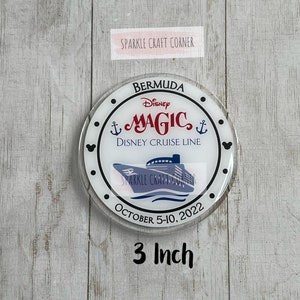 SPARKLE CRAFT CORNER
BERMUDA
Disney
MAGIC
DISNEY CRUISE LINE
SPARKLE CRAFT CORNER
OCTOBER 5-10, 2022
3 Inch